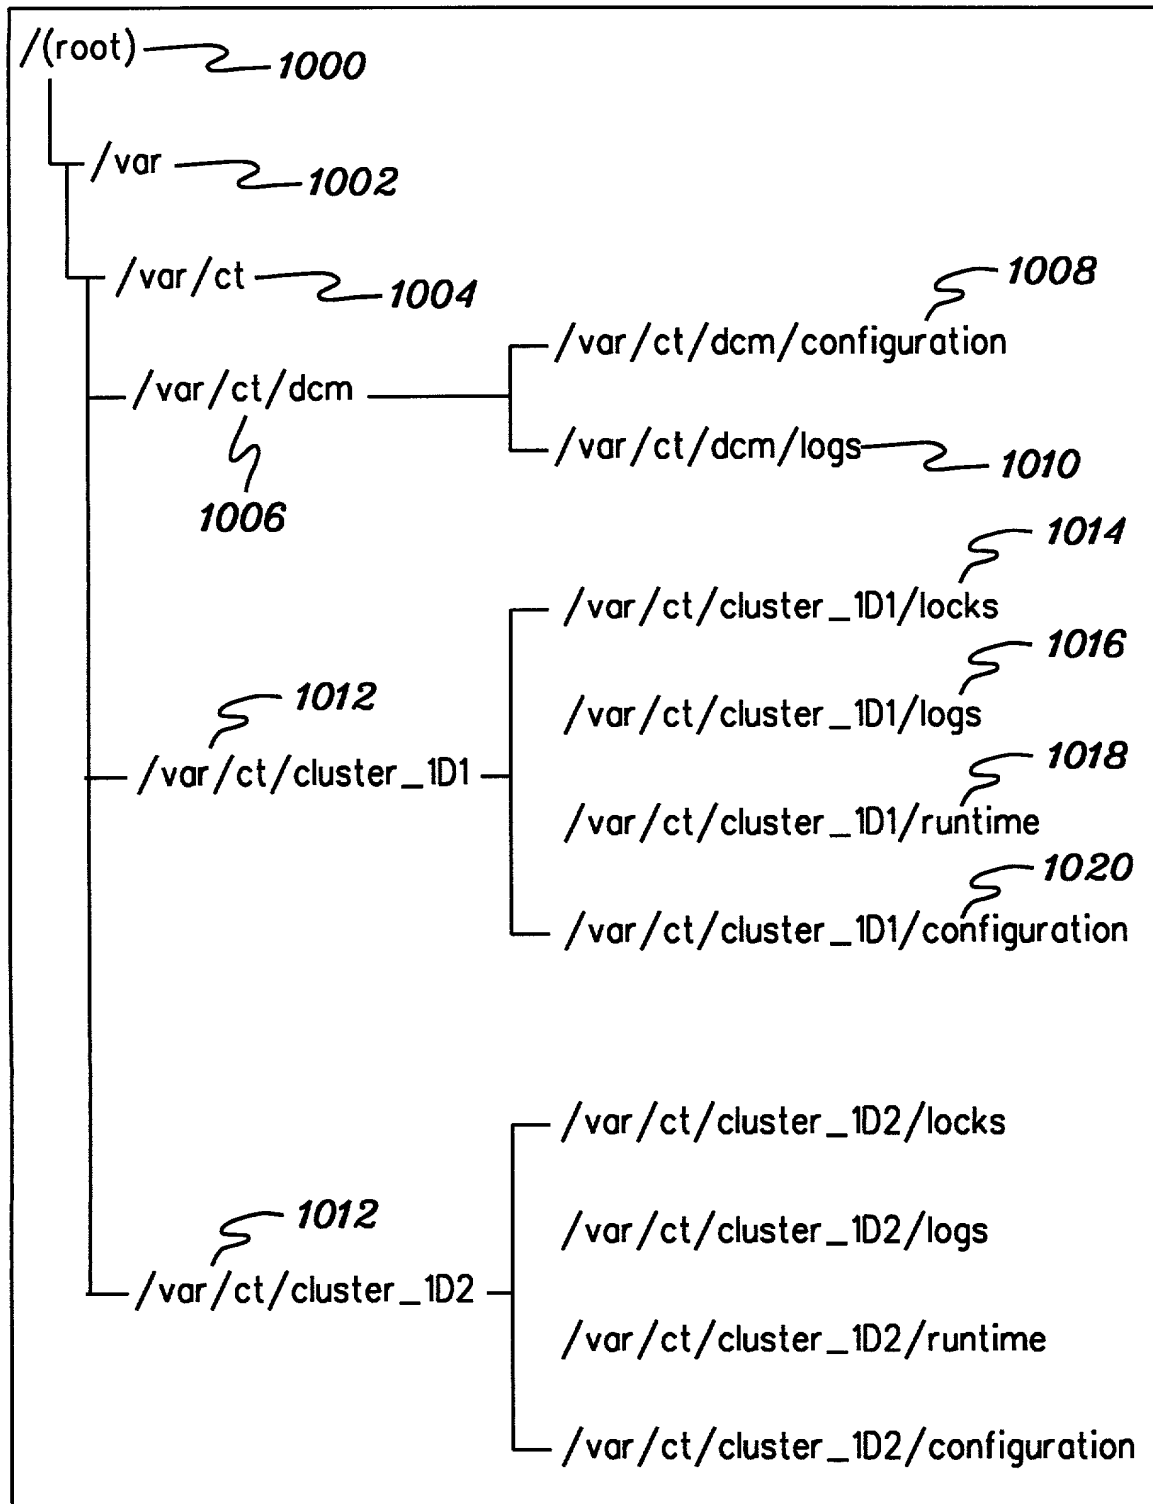 /(root) 1000
/var 1002
/var/ct 1004
1008
/var/ct/dcm/configuration
/var/ct/dcm
1006
/var/ct/dcm/logs 1010
1014
/var/ct/cluster_1D1/locks
1016
/var/ct/cluster_1D1/logs
1012
/var/ct/cluster_1D1
1018
/var/ct/cluster_1D1/runtime
1020
/var/ct/cluster_1D1/configuration
/var/ct/cluster_1D2/locks
1012
/var/ct/cluster_1D2/logs
/var/ct/cluster_1D2
/var/ct/cluster_1D2/runtime
/var/ct/cluster_1D2/configuration